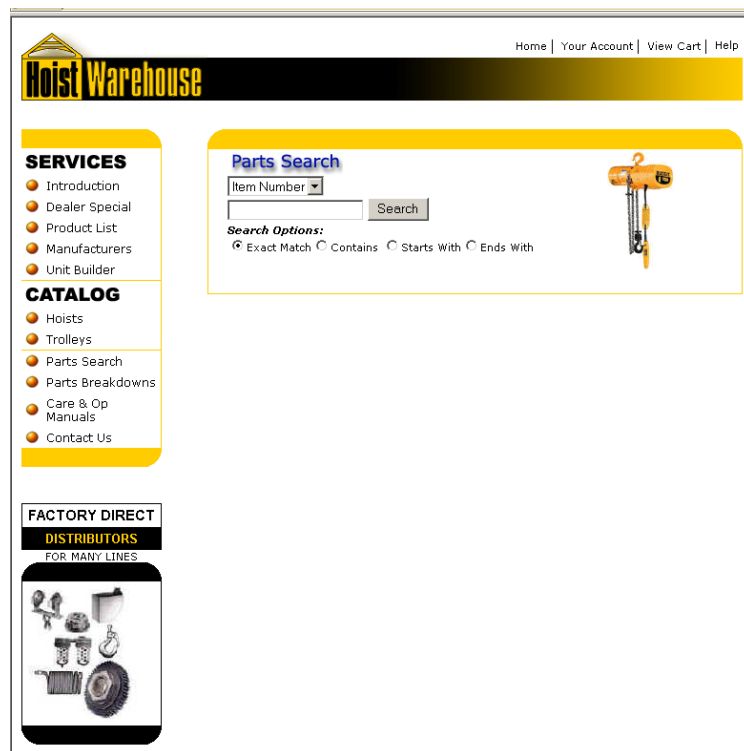 Home | Your Account | View Cart | Help
Hoist Warehouse
SERVICES
Introduction
Dealer Special
Product List
Manufacturers
Unit Builder
CATALOG
Hoists
Trolleys
Parts Search
Parts Breakdowns
Care & Op
Manuals
Contact Us
Parts Search
Item Number
Search
Search Options:
Exact Match Contains Starts With Ends With
FACTORY DIRECT
DISTRIBUTORS
FOR MANY LINES